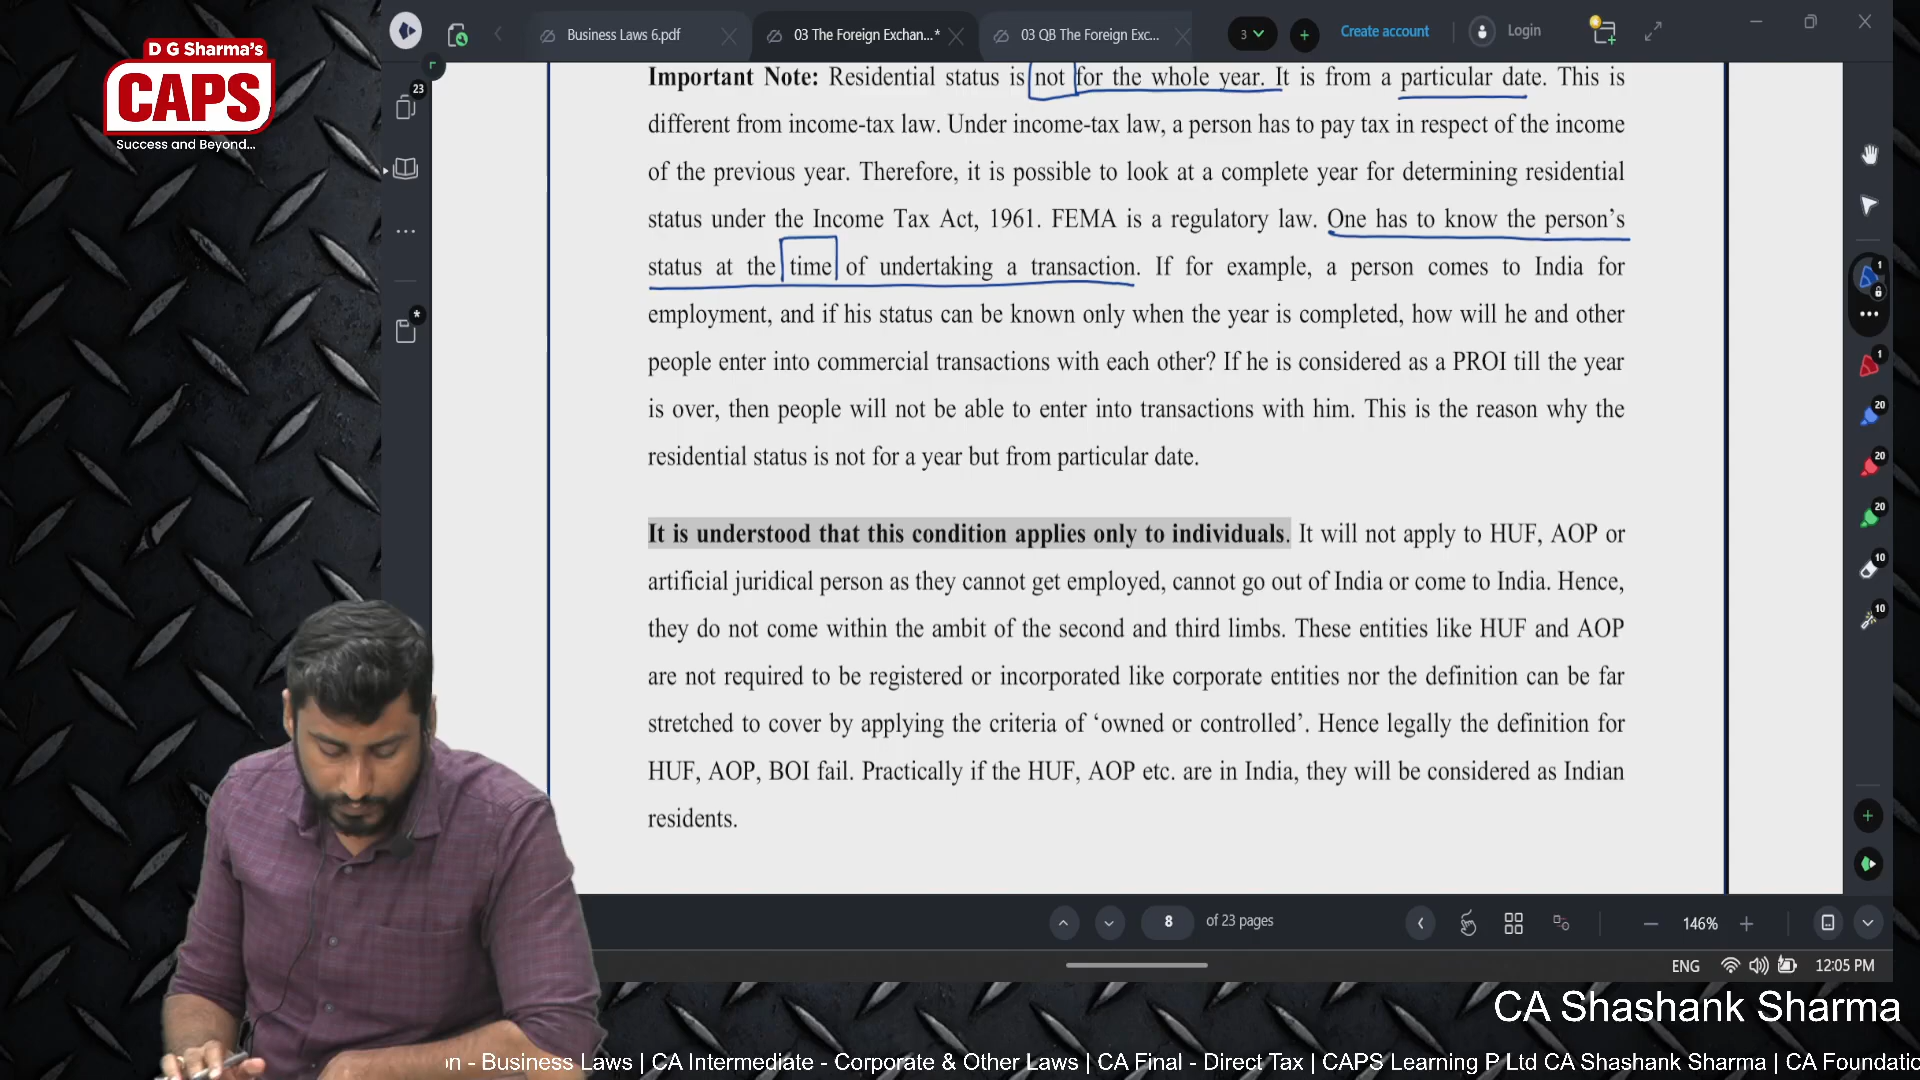 D G Sharma's
CAPS
Success and Beyond...
Business Laws 6.pdf
03 The Foreign Exchan...*
03 QB The Foreign Exc...
3
Create account
Login
23
Important Note: Residential status is not for the whole year. It is from a particular date. This is
different from income-tax law. Under income-tax law, a person has to pay tax in respect of the income
of the previous year. Therefore, it is possible to look at a complete year for determining residential
status under the Income Tax Act, 1961. FEMA is a regulatory law. One has to know the person's
status at the time of undertaking a transaction. If for example, a person comes to India for
employment, and if his status can be known only when the year is completed, how will he and other
people enter into commercial transactions with each other? If he is considered as a PROI till the year
is over, then people will not be able to enter into transactions with him. This is the reason why the
residential status is not for a year but from particular date.
It is understood that this condition applies only to individuals. It will not apply to HUF, AOP or
artificial juridical person as they cannot get employed, cannot go out of India or come to India. Hence,
they do not come within the ambit of the second and third limbs. These entities like HUF and AOP
are not required to be registered or incorporated like corporate entities nor the definition can be far
stretched to cover by applying the criteria of ‘owned or controlled’. Hence legally the definition for
HUF, AOP, BOI fail. Practically if the HUF, AOP etc. are in India, they will be considered as Indian
residents.
1
1
20
20
20
10
10
8 of 23 pages
146%
ENG
12:05 PM
CA Shashank Sharma
on - Business Laws | CA Intermediate - Corporate & Other Laws | CA Final - Direct Tax | CAPS Learning P Ltd CA Shashank Sharma | CA Foundatio